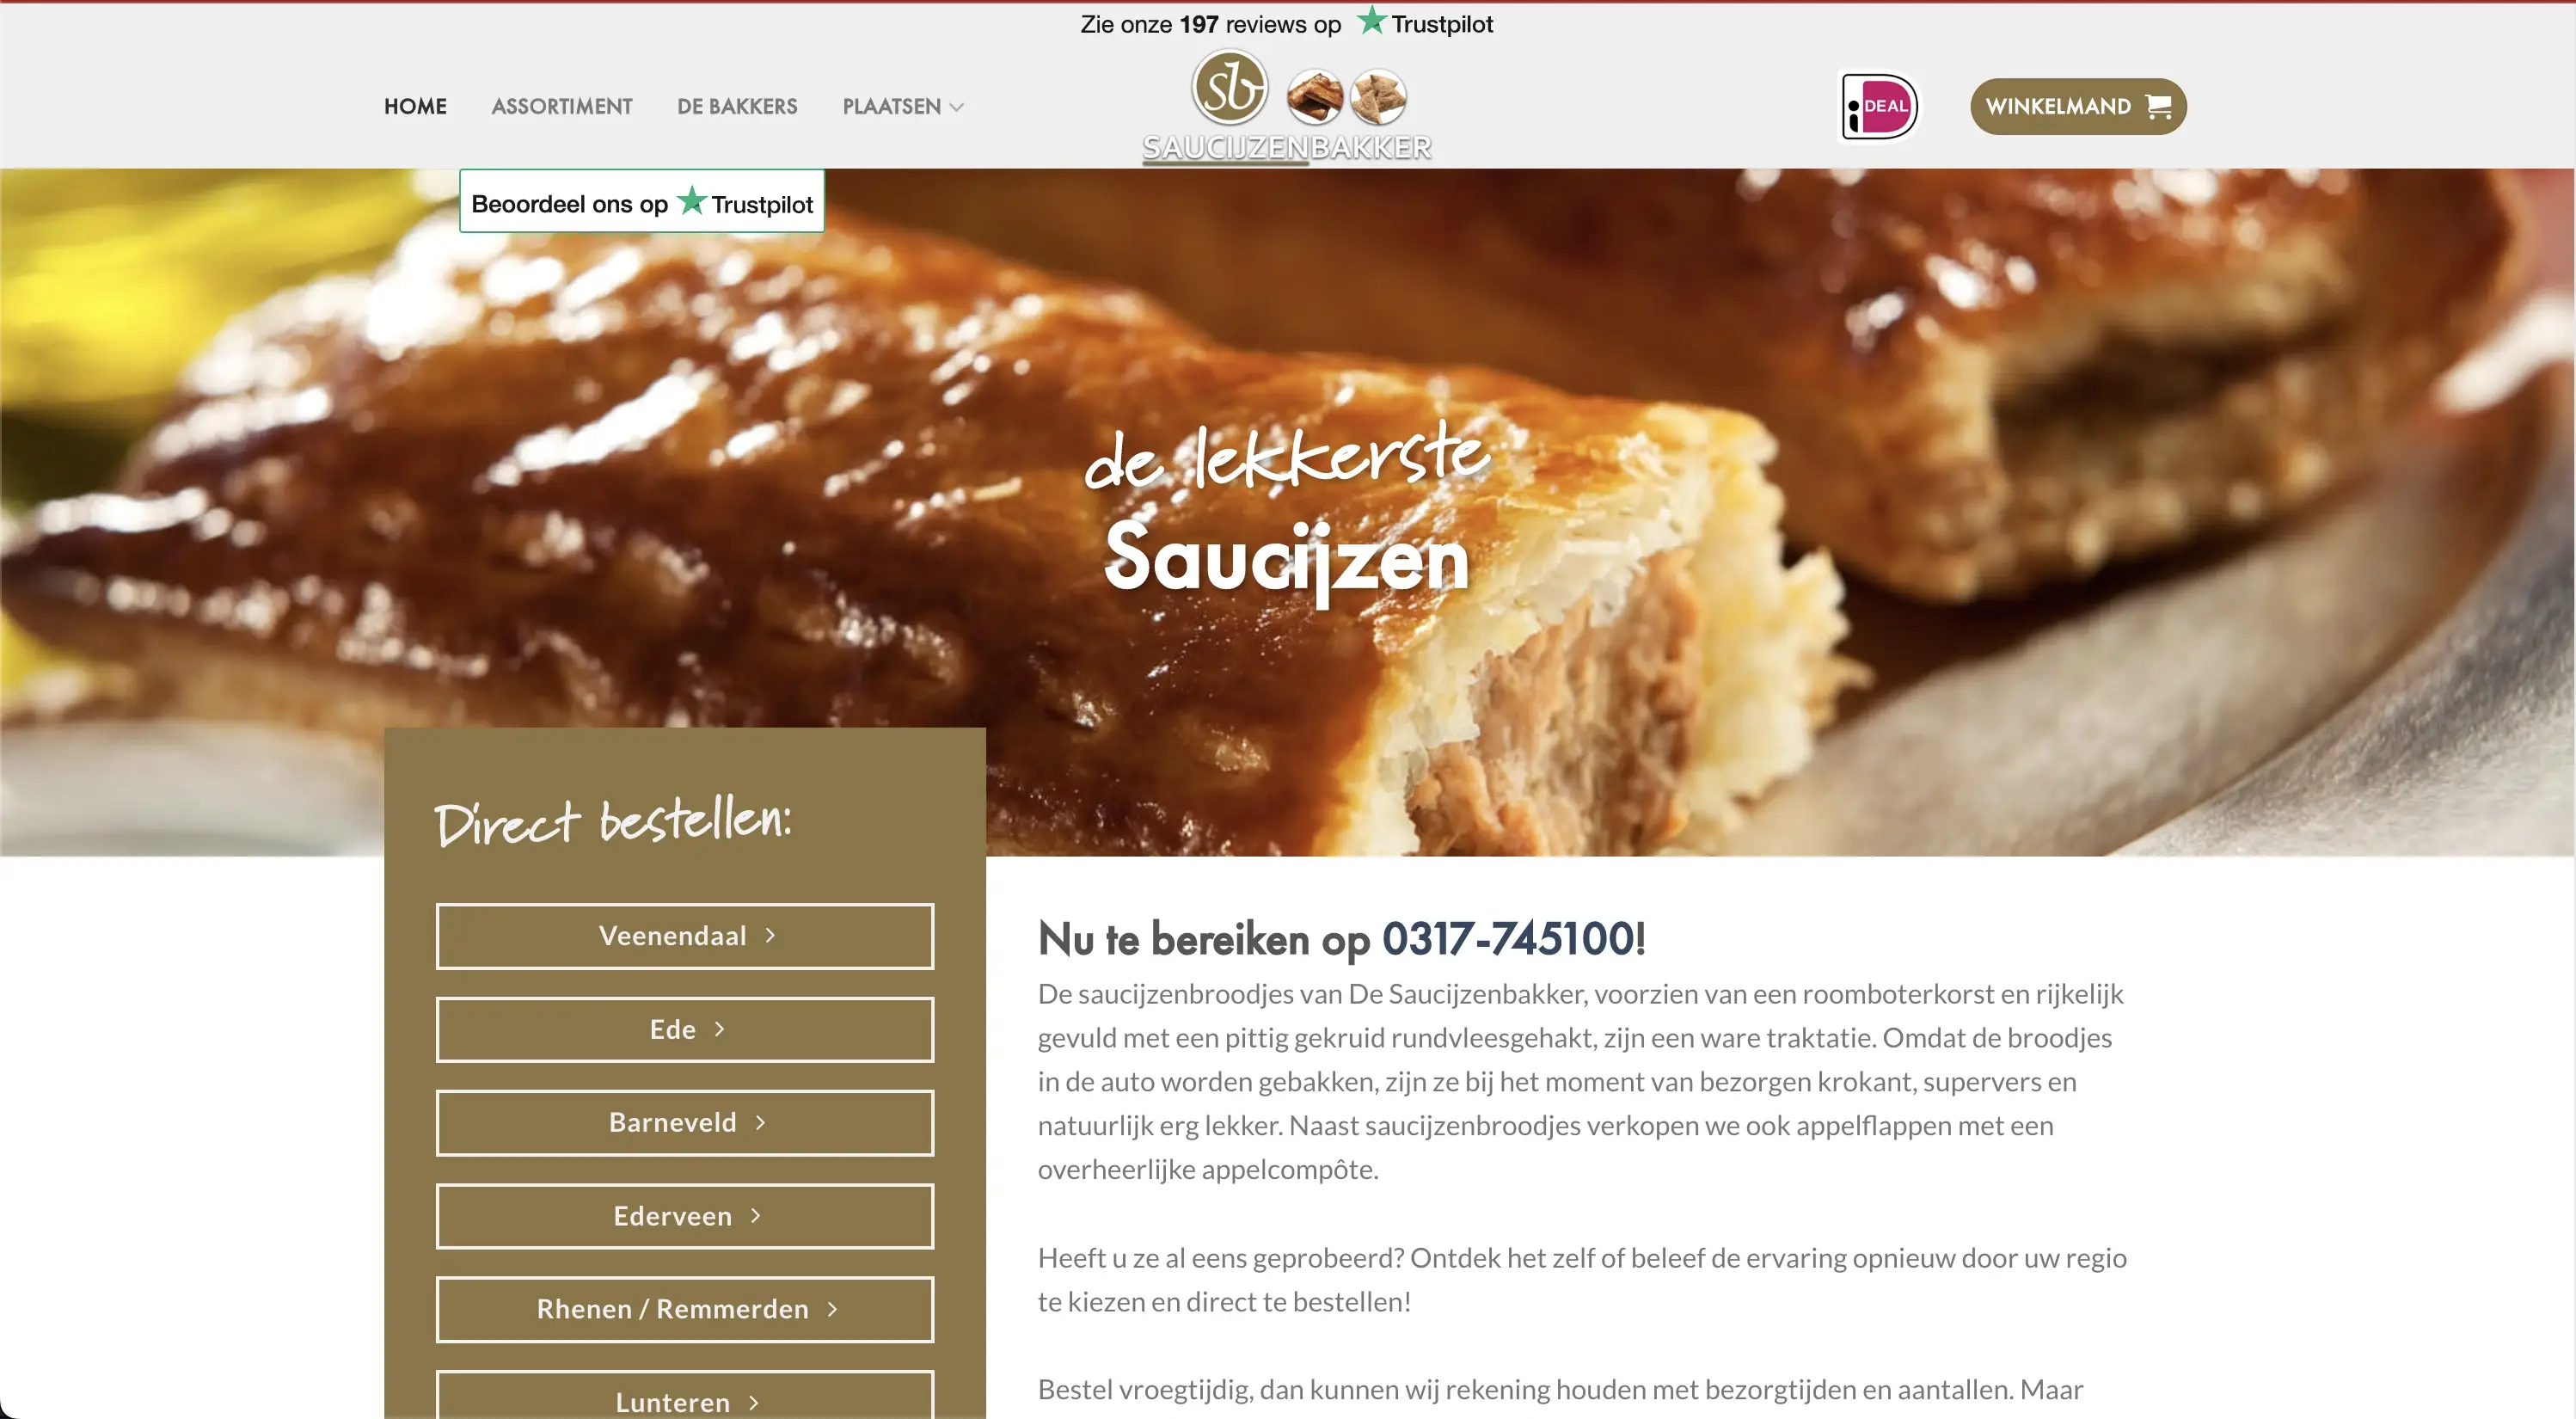 Zie onze 197 reviews op Trustpilot
HOME
ASSORTIMENT
DE BAKKERS
PLAATSEN
sb
SAUCIJZENBAKKER
iDEAL
WINKELMAND
Beoordeel ons op Trustpilot
de lekkerste
Saucijzen
Direct bestellen:
Veenendaal
Ede
Barneveld
Ederveen
Rhenen / Remmerden
Lunteren
Nu te bereiken op 0317-745100!
De saucijzenbroodjes van De Saucijzenbakker, voorzien van een roomboterkorst en rijkelijk
gevuld met een pittig gekruid rundvleesgehakt, zijn een ware traktatie. Omdat de broodjes
in de auto worden gebakken, zijn ze bij het moment van bezorgen krokant, supervers en
natuurlijk erg lekker. Naast saucijzenbroodjes verkopen we ook appelflappen met een
overheerlijke appelcompôte.
Heeft u ze al eens geprobeerd? Ontdek het zelf of beleef de ervaring opnieuw door uw regio
te kiezen en direct te bestellen!
Bestel vroegtijdig, dan kunnen wij rekening houden met bezorgtijden en aantallen. Maar